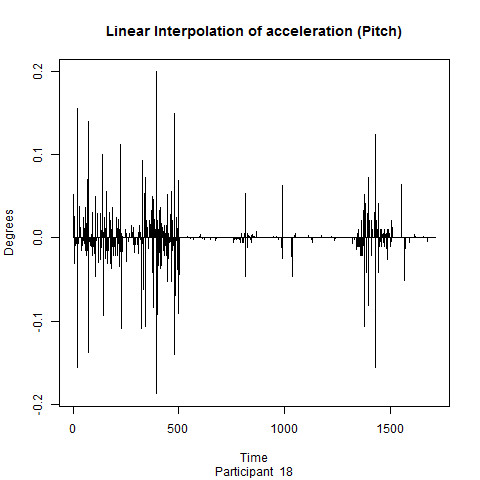 Linear Interpolation of acceleration (Pitch)
0.2
0.1
0.0
-0.1
-0.2
Degrees
0 500 1000 1500
Time
Participant 18